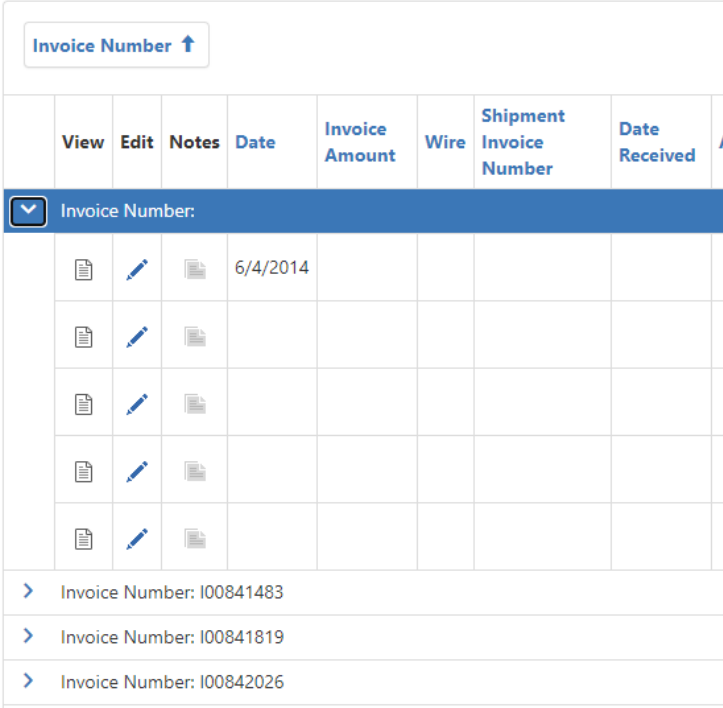 Invoice Number
View Edit Notes Date Invoice Amount Wire Shipment Invoice Number Date Received
Invoice Number:
6/4/2014
Invoice Number: I00841483
Invoice Number: I00841819
Invoice Number: I00842026